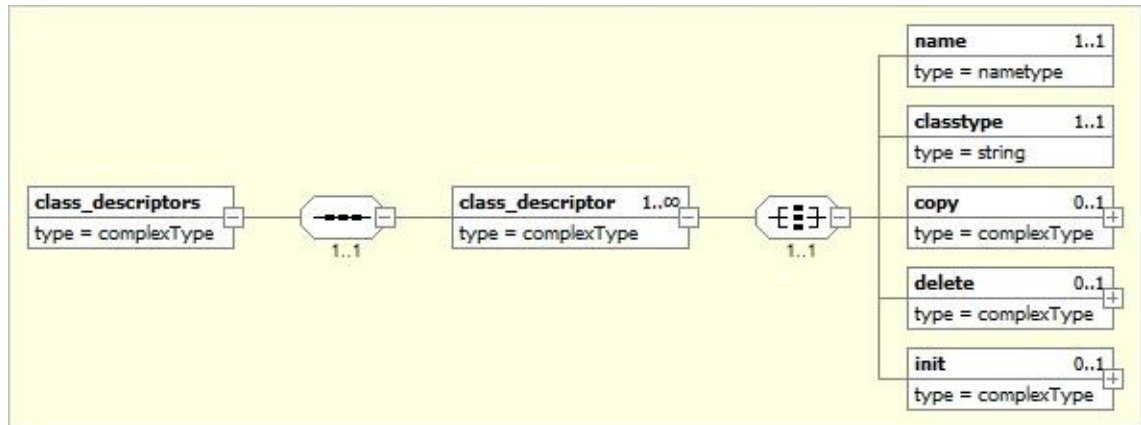 class_descriptors
type = complexType
1..1
class_descriptor 1..∞
type = complexType
1..1
name 1..1
type = nametype
classtype 1..1
type = string
copy 0..1
type = complexType
delete 0..1
type = complexType
init 0..1
type = complexType